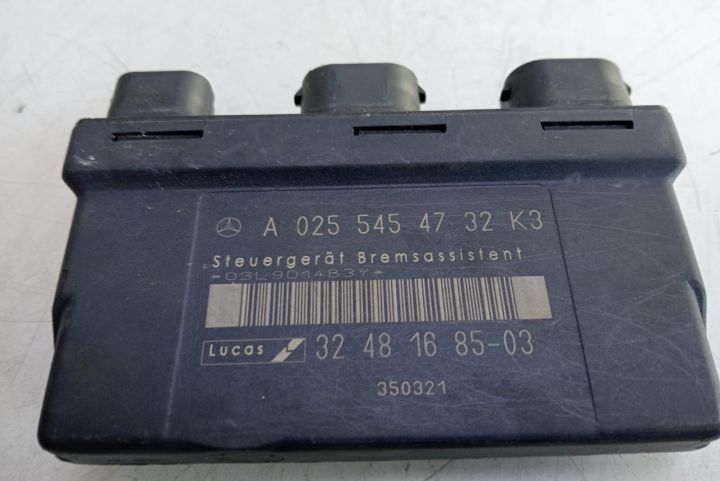 A 025 545 47 32 K3
Steuergerät Bremsassistent
*03L9D14B3Y*
Lucas 32 48 16 85-03
350321